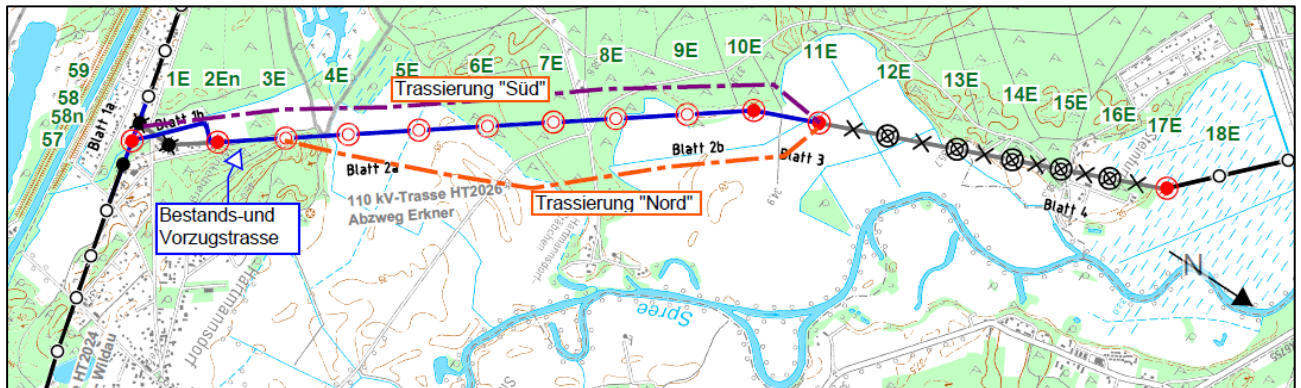 59
58
58n
57
Blatt 1a
1E
2En
3E
4E
5E
6E
7E
8E
9E
10E
11E
12E
13E
14E
15E
16E
17E
18E
Trassierung "Süd"
Blatt 1b
Blatt 2a
Blatt 2b
Blatt 3
Blatt 4
110 kV-Trasse HT2026
Abzweg Erkner
Trassierung "Nord"
Bestands-und
Vorzugstrasse
Hartmannsdorf
Spree
HT2024
Wildau
34,9
N